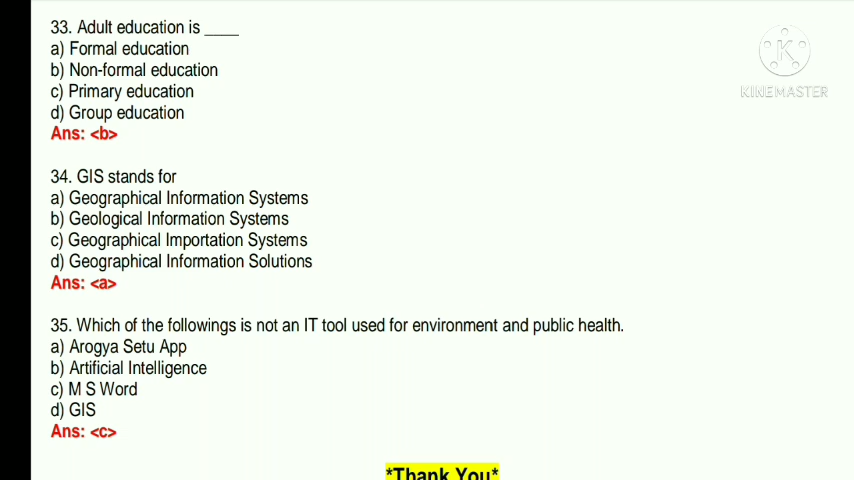 33. Adult education is ____
a) Formal education
b) Non-formal education
c) Primary education
d) Group education
Ans: <b>
34. GIS stands for
a) Geographical Information Systems
b) Geological Information Systems
c) Geographical Importation Systems
d) Geographical Information Solutions
Ans: <a>
35. Which of the followings is not an IT tool used for environment and public health.
a) Arogya Setu App
b) Artificial Intelligence
c) M S Word
d) GIS
Ans: <c>
*Thank You*
K
KINEMASTER